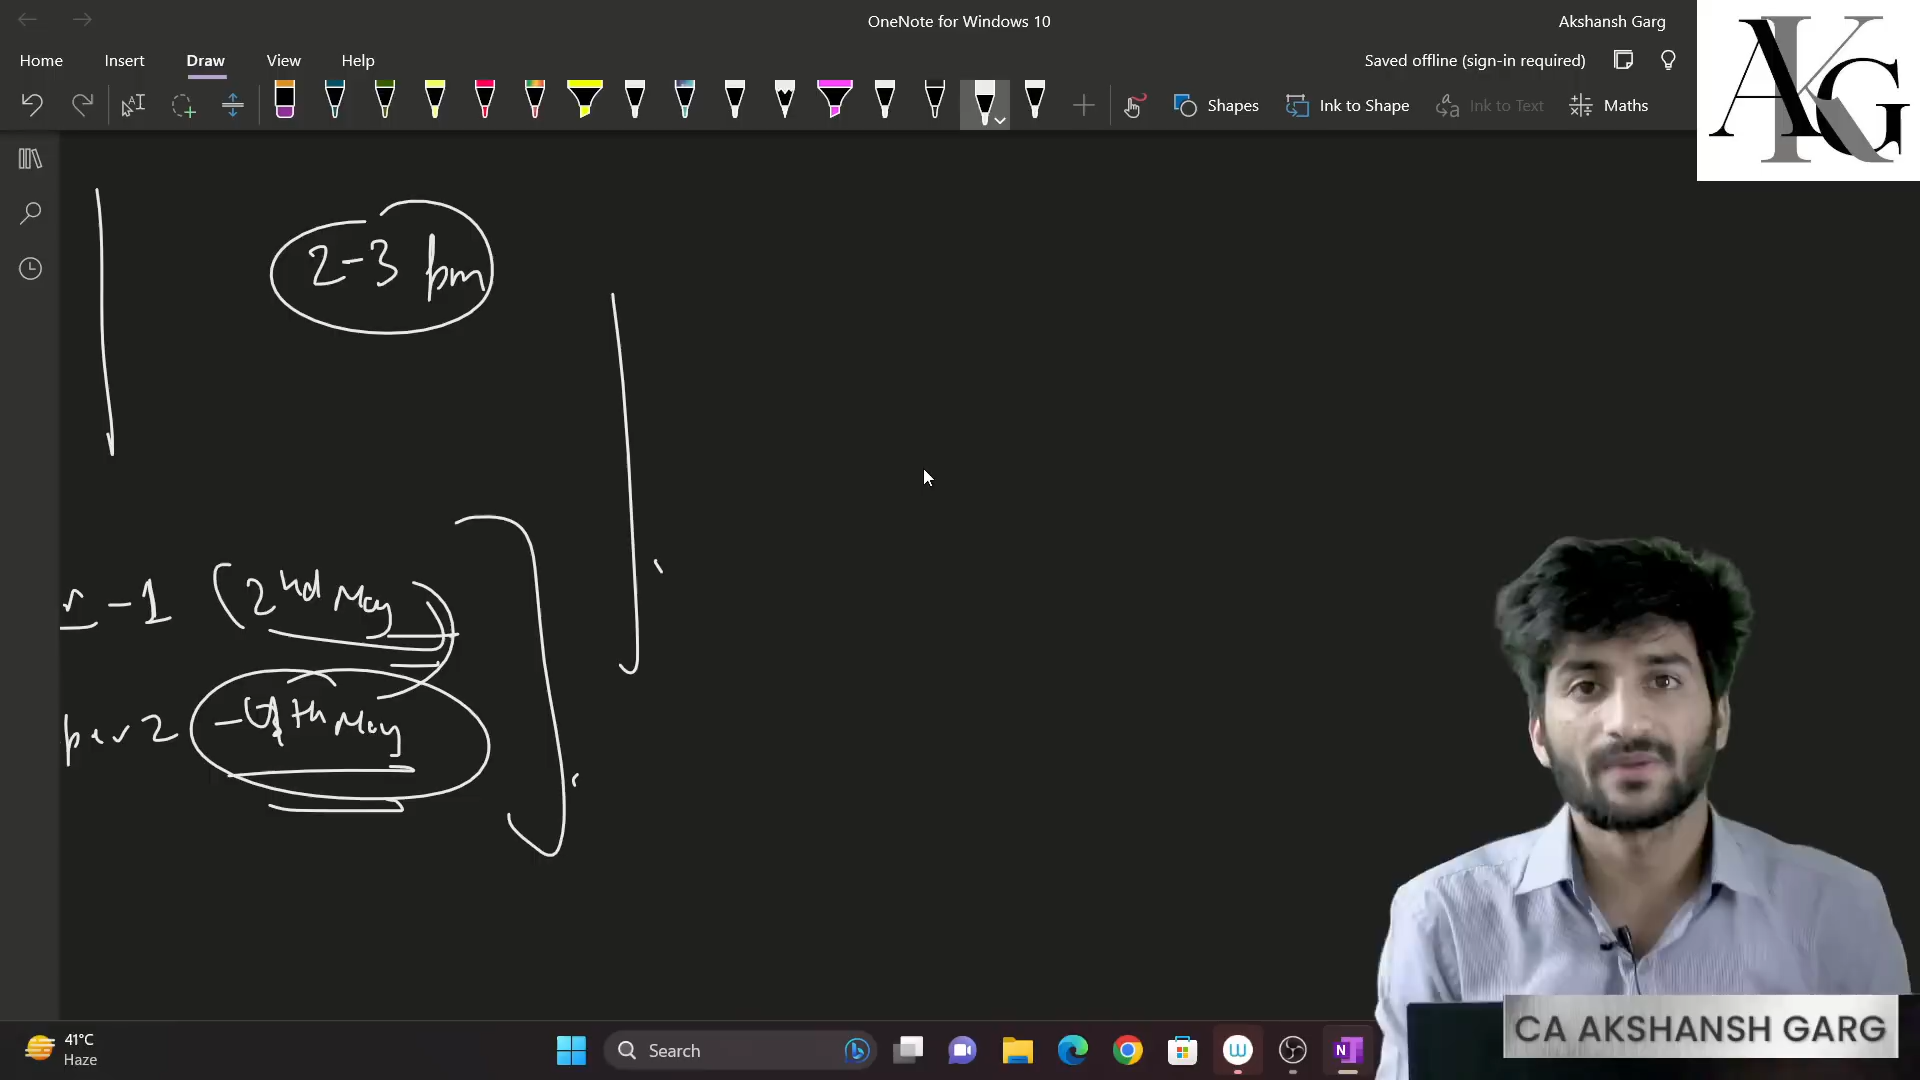 OneNote for Windows 10
Akshansh Garg
Home Insert Draw View Help
Saved offline (sign-in required)
Shapes Ink to Shape Ink to Text Maths
AKG
2-3 pm
r -1 (2nd May)
per 2 -4th May
CA AKSHANSH GARG
41°C
Haze
Search